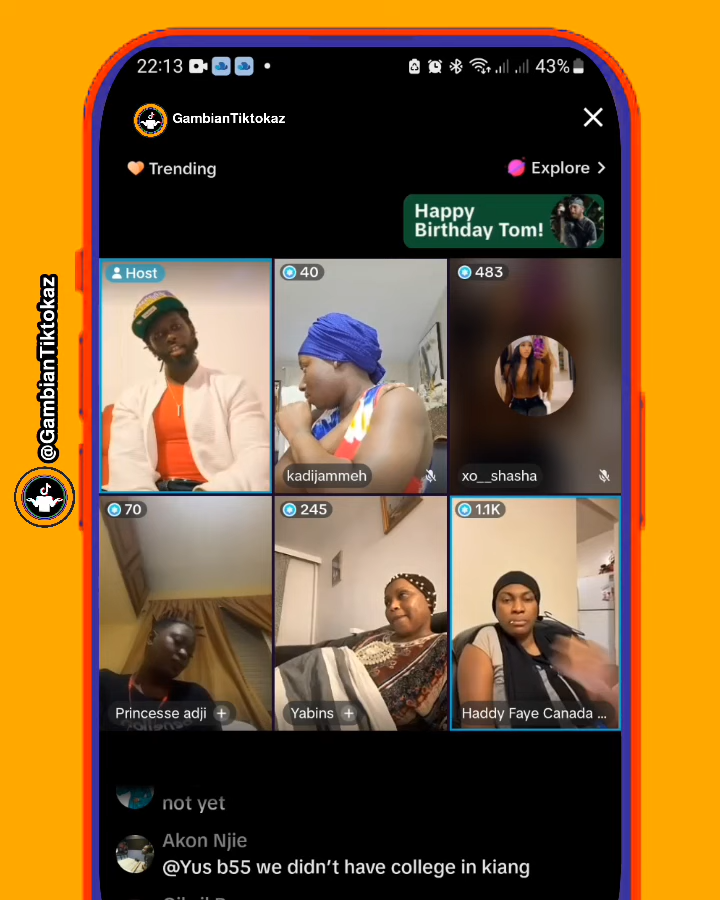 22:13
43%
GambianTiktokaz
Trending
Explore
Happy
Birthday Tom!
Host
40
483
@GambianTiktokaz
kadijammeh
xo__shasha
70
245
1.1K
Princesse adji
Yabins
Haddy Faye Canada ...
not yet
Akon Njie
@Yus b55 we didn't have college in kiang